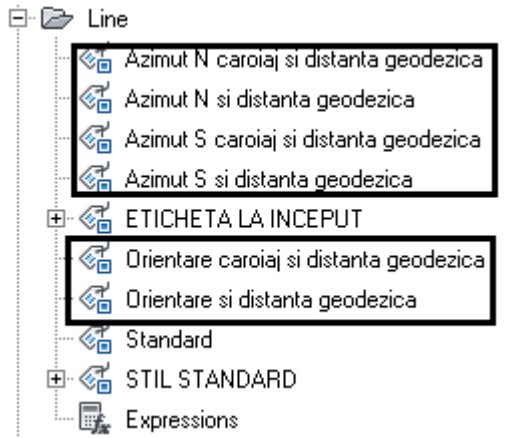 Line
Azimut N caroiaj si distanta geodezica
Azimut N si distanta geodezica
Azimut S caroiaj si distanta geodezica
Azimut S si distanta geodezica
ETICHETA LA INCEPUT
Orientare caroiaj si distanta geodezica
Orientare si distanta geodezica
Standard
STIL STANDARD
Expressions